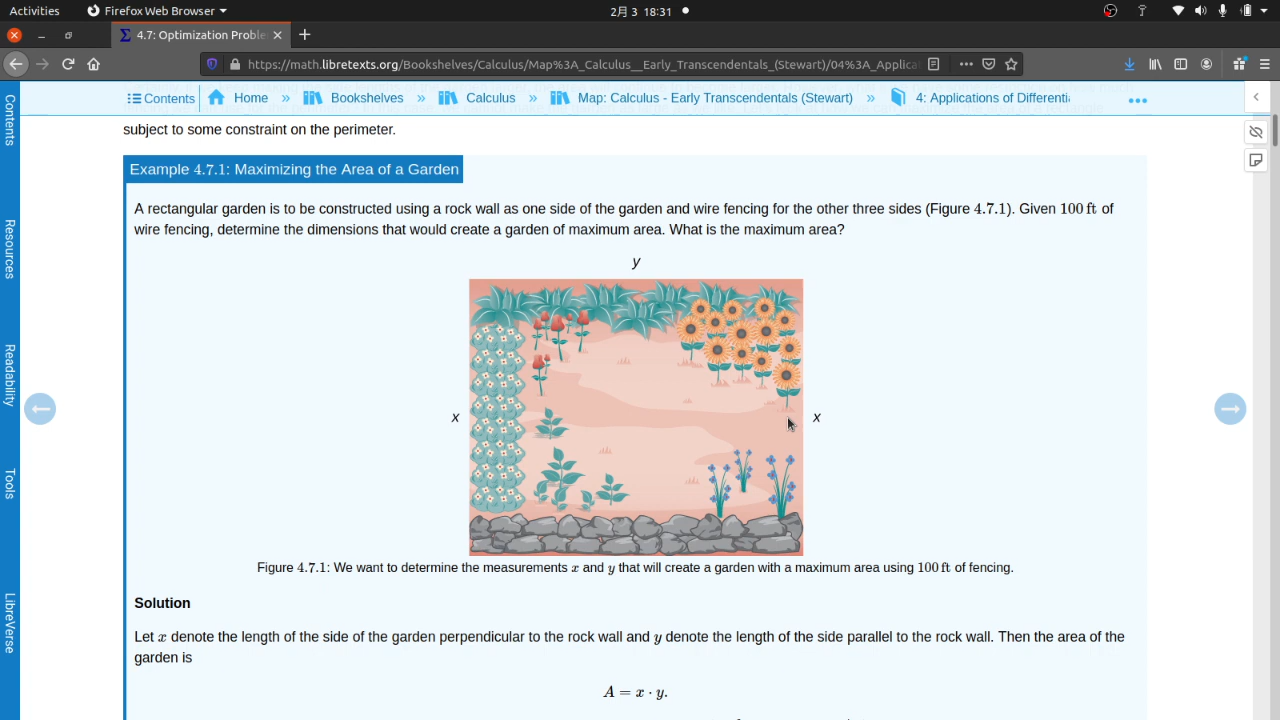 Activities Firefox Web Browser 2月 3 18:31
4.7: Optimization Proble
https://math.libretexts.org/Bookshelves/Calculus/Map%3A_Calculus__Early_Transcendentals_(Stewart)/04%3A_Applica
Contents Home » Bookshelves » Calculus » Map: Calculus - Early Transcendentals (Stewart) » 4: Applications of Differenti
Contents
Resources
Readability
Tools
LibreVerse
subject to some constraint on the perimeter.
Example 4.7.1: Maximizing the Area of a Garden
A rectangular garden is to be constructed using a rock wall as one side of the garden and wire fencing for the other three sides (Figure 4.7.1). Given 100 ft of
wire fencing, determine the dimensions that would create a garden of maximum area. What is the maximum area?
y
x x
Figure 4.7.1: We want to determine the measurements x and y that will create a garden with a maximum area using 100 ft of fencing.
Solution
Let x denote the length of the side of the garden perpendicular to the rock wall and y denote the length of the side parallel to the rock wall. Then the area of the
garden is
A = x · y.